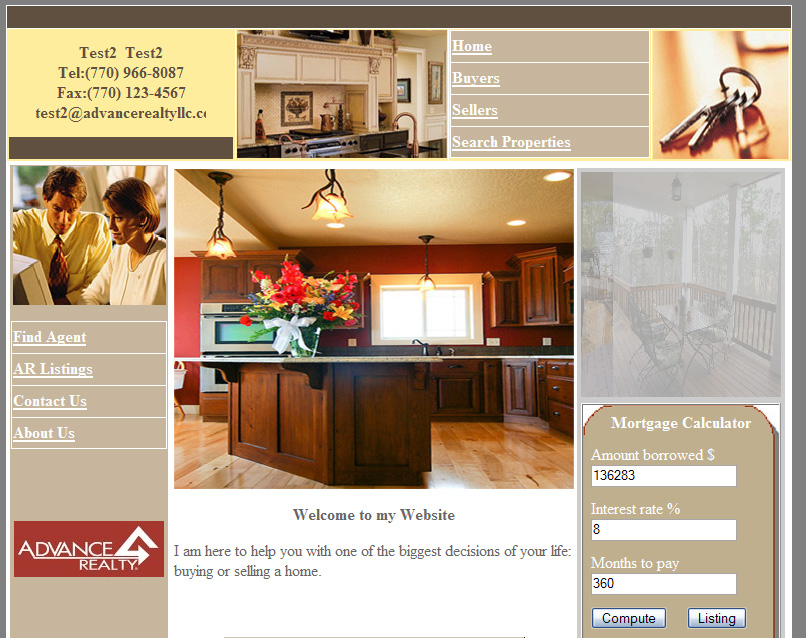 Test2 Test2
Tel:(770) 966-8087
Fax:(770) 123-4567
test2@advancerealtyllc.c
Home
Buyers
Sellers
Search Properties
Find Agent
AR Listings
Contact Us
About Us
ADVANCE
REALTY
Welcome to my Website
I am here to help you with one of the biggest decisions of your life:
buying or selling a home.
Mortgage Calculator
Amount borrowed $
136283
Interest rate %
8
Months to pay
360
Compute Listing